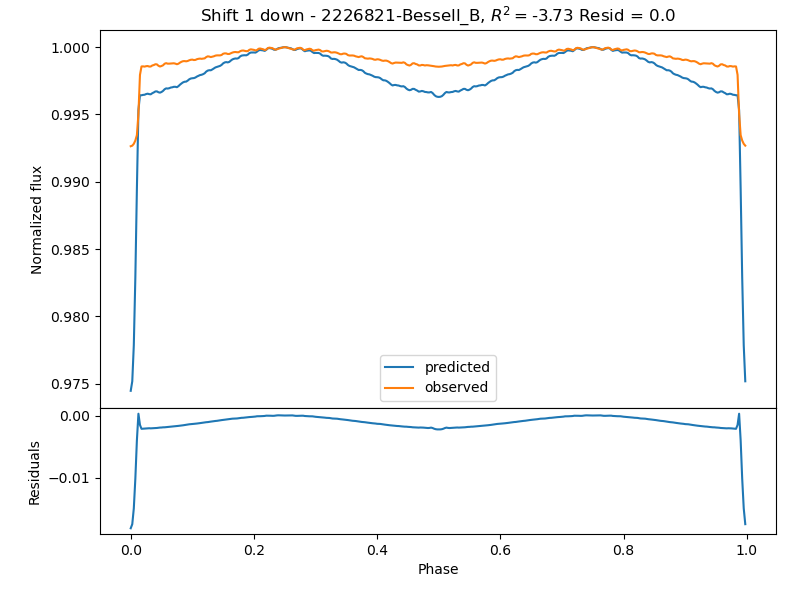 Shift 1 down - 2226821-Bessell_B, R² = -3.73 Resid = 0.0
1.000
0.995
0.990
0.985
0.980
0.975
Normalized flux
predicted
observed
0.00
−0.01
Residuals
0.0 0.2 0.4 0.6 0.8 1.0
Phase